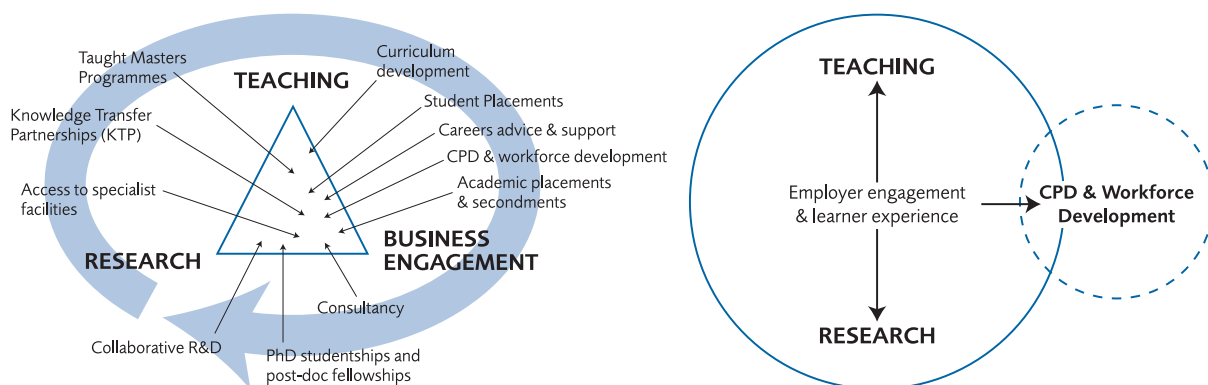 Taught Masters
Programmes
Curriculum
development
TEACHING
Student Placements
Knowledge Transfer
Partnerships (KTP)
Careers advice & support
CPD & workforce development
Access to specialist
facilities
Academic placements
& secondments
RESEARCH
BUSINESS
ENGAGEMENT
Consultancy
Collaborative R&D
PhD studentships and
post-doc fellowships
TEACHING
Employer engagement
& learner experience
CPD & Workforce
Development
RESEARCH